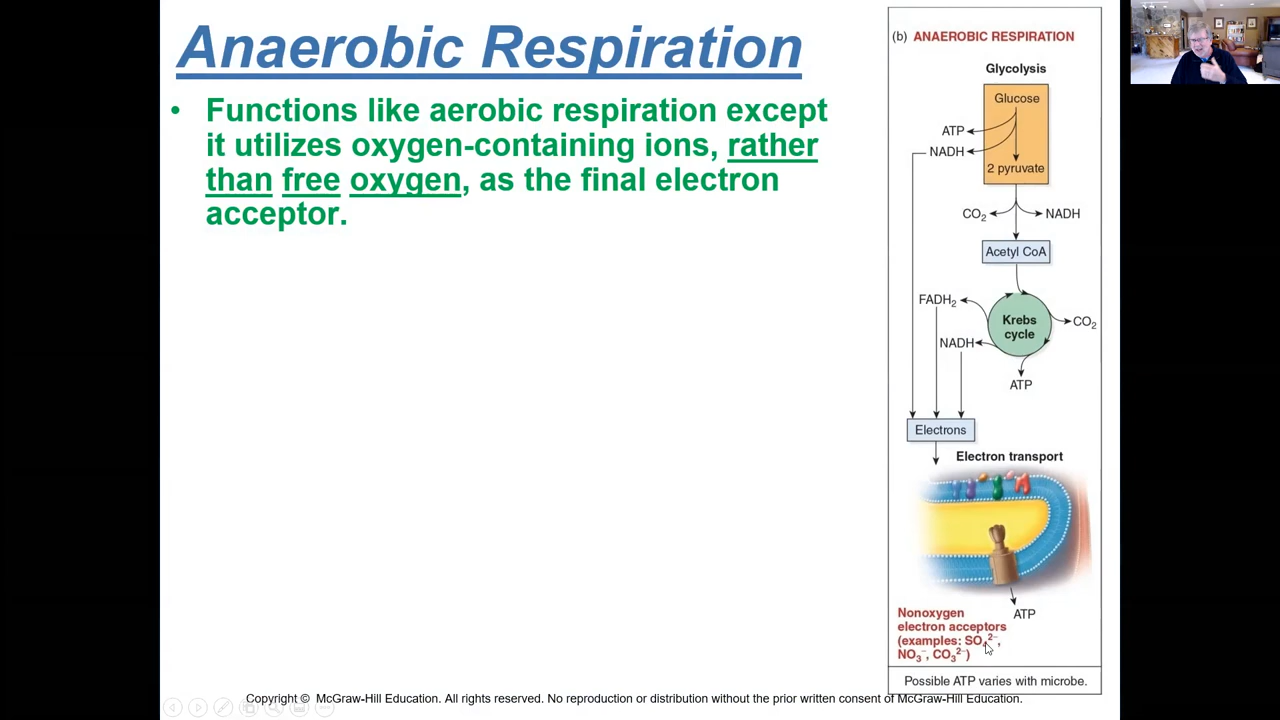 Anaerobic Respiration
• Functions like aerobic respiration except
it utilizes oxygen-containing ions, rather
than free oxygen, as the final electron
acceptor.
(b) ANAEROBIC RESPIRATION
Glycolysis
Glucose
ATP
NADH
2 pyruvate
CO₂ NADH
Acetyl CoA
FADH₂
Krebs
cycle
CO₂
NADH
ATP
Electrons
Electron transport
ATP
Nonoxygen
electron acceptors
(examples: SO₄²⁻,
NO₃⁻, CO₃²⁻)
Possible ATP varies with microbe.
Copyright © McGraw-Hill Education. All rights reserved. No reproduction or distribution without the prior written consent of McGraw-Hill Education.